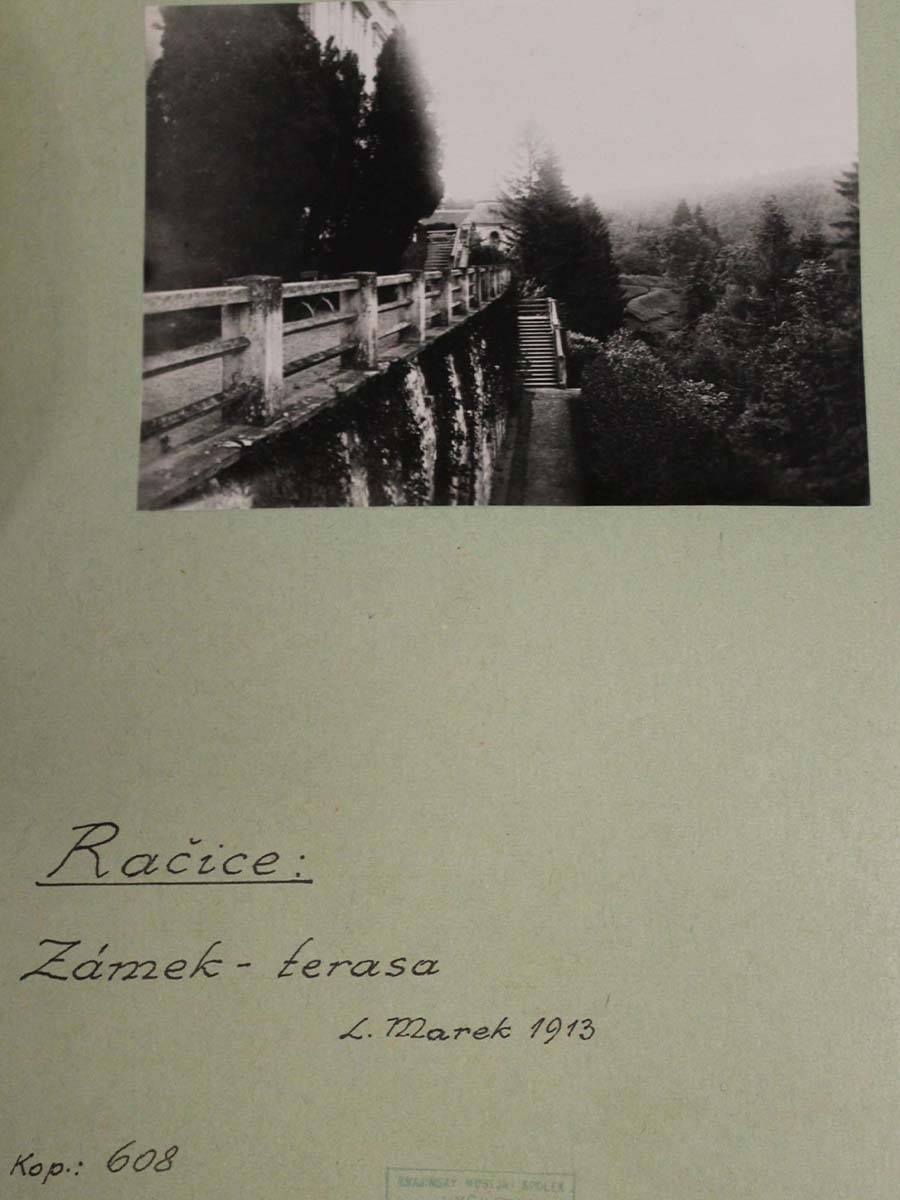 Račice:
Zámek - terasa
L. Marek 1913
Kop.: 608